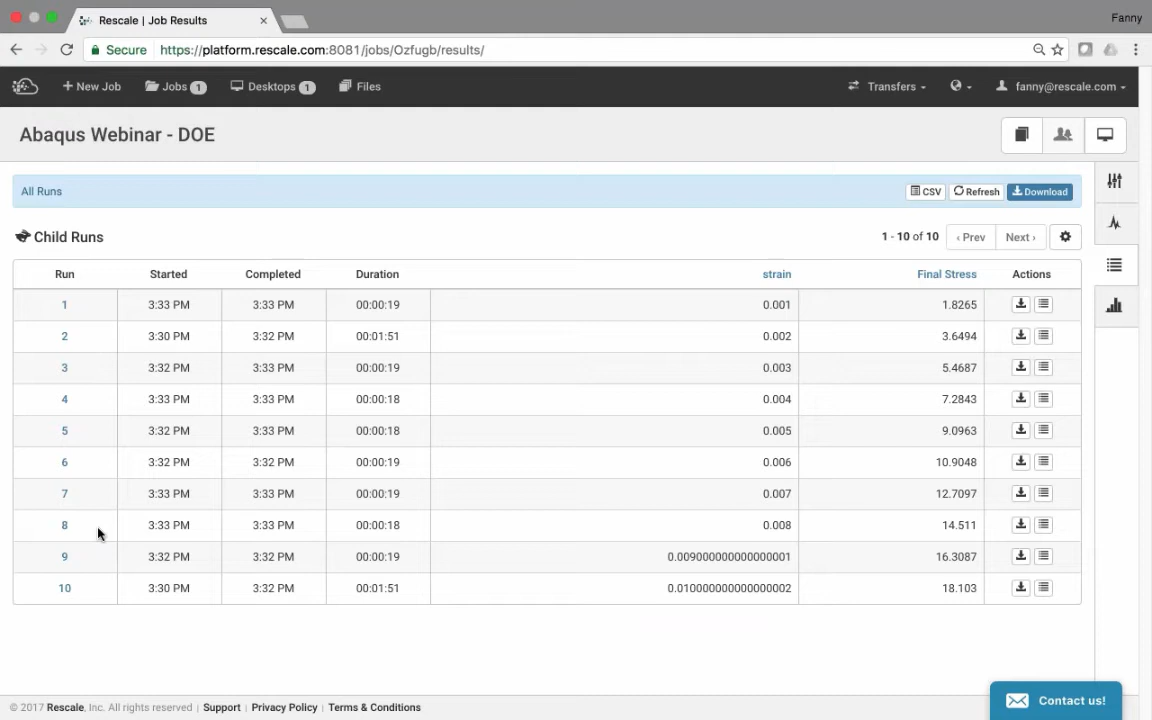 Rescale | Job Results
Fanny
Secure https://platform.rescale.com:8081/jobs/Ozfugb/results/
+ New Job Jobs 1 Desktops 1 Files Transfers fanny@rescale.com
Abaqus Webinar - DOE
All Runs CSV Refresh Download
Child Runs 1 - 10 of 10 ‹ Prev Next ›
Run Started Completed Duration strain Final Stress Actions
1 3:33 PM 3:33 PM 00:00:19 0.001 1.8265
2 3:30 PM 3:32 PM 00:01:51 0.002 3.6494
3 3:32 PM 3:33 PM 00:00:19 0.003 5.4687
4 3:33 PM 3:33 PM 00:00:18 0.004 7.2843
5 3:32 PM 3:33 PM 00:00:18 0.005 9.0963
6 3:32 PM 3:32 PM 00:00:19 0.006 10.9048
7 3:33 PM 3:33 PM 00:00:19 0.007 12.7097
8 3:33 PM 3:33 PM 00:00:18 0.008 14.511
9 3:32 PM 3:32 PM 00:00:19 0.009000000000000001 16.3087
10 3:30 PM 3:32 PM 00:01:51 0.010000000000000002 18.103
Contact us!
© 2017 Rescale, Inc. All rights reserved | Support | Privacy Policy | Terms & Conditions